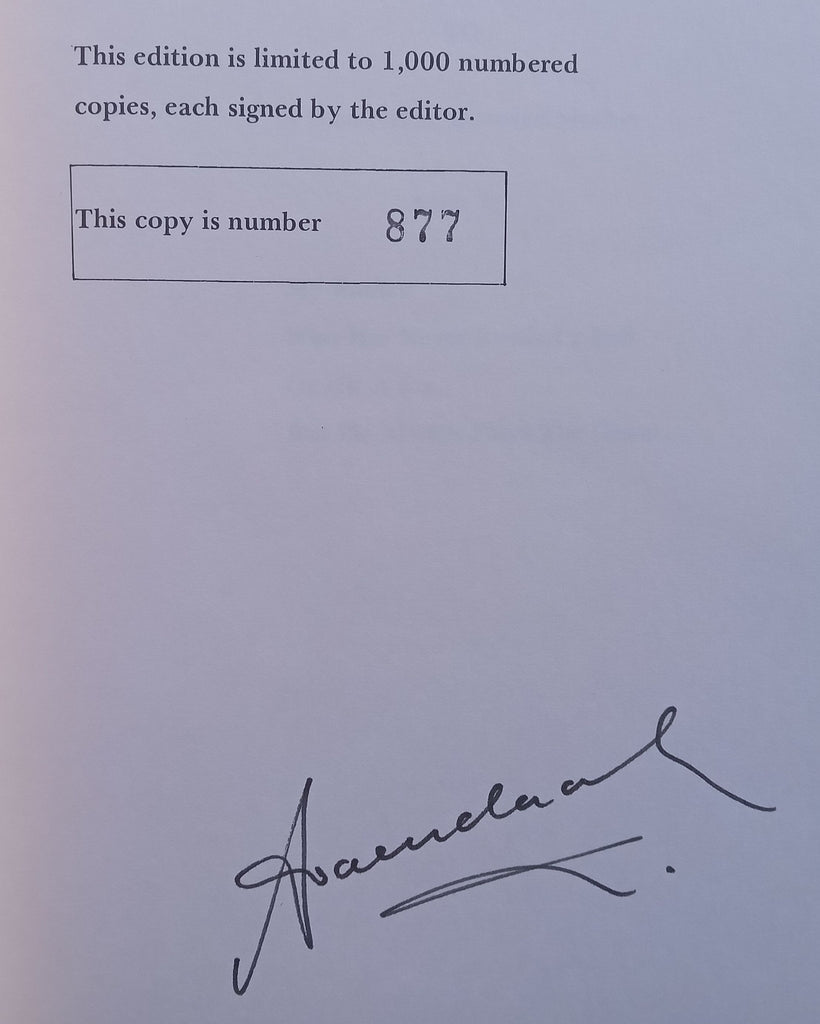 This edition is limited to 1,000 numbered
copies, each signed by the editor.
This copy is number 877